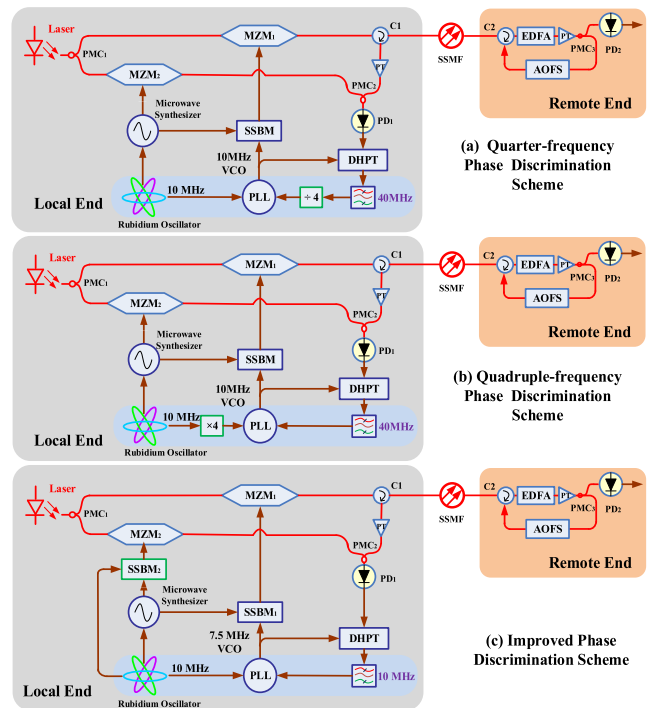 Laser
PMC1
MZM1
MZM2
C1
PT
PMC2
PD1
Microwave
Synthesizer
SSBM
10MHz
VCO
DHPT
10 MHz
PLL
÷ 4
40MHz
Local End
Rubidium Oscillator
SSMF
C2
EDFA
PT
PMC3
PD2
AOFS
Remote End
(a) Quarter-frequency
Phase Discrimination
Scheme
Laser
PMC1
MZM1
MZM2
C1
PT
PMC2
PD1
Microwave
Synthesizer
SSBM
10MHz
VCO
DHPT
10 MHz
×4
PLL
40MHz
Local End
Rubidium Oscillator
SSMF
C2
EDFA
PT
PMC3
PD2
AOFS
Remote End
(b) Quadruple-frequency
Phase Discrimination
Scheme
Laser
PMC1
MZM1
MZM2
C1
PT
PMC2
PD1
SSBM2
Microwave
Synthesizer
SSBM1
7.5 MHz
VCO
DHPT
10 MHz
PLL
10 MHz
Local End
Rubidium Oscillator
SSMF
C2
EDFA
PT
PMC3
PD2
AOFS
Remote End
(c) Improved Phase
Discrimination Scheme